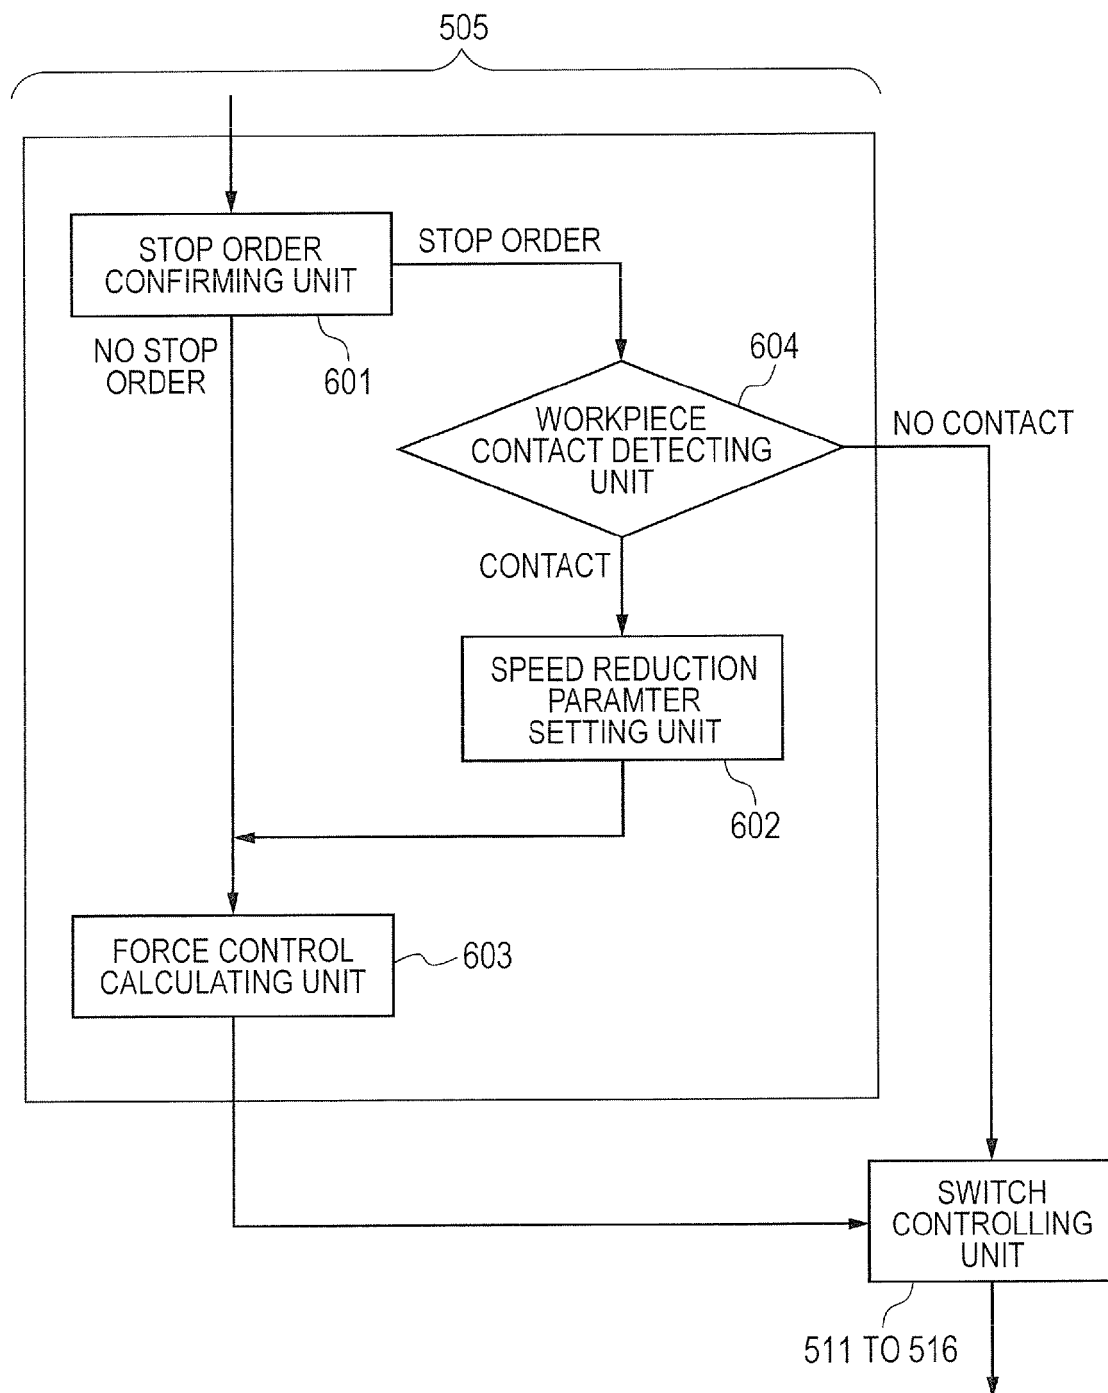 505
STOP ORDER
CONFIRMING UNIT
STOP ORDER
601
NO STOP
ORDER
604
WORKPIECE
CONTACT DETECTING
UNIT
NO CONTACT
CONTACT
SPEED REDUCTION
PARAMTER
SETTING UNIT
602
FORCE CONTROL
CALCULATING UNIT
603
SWITCH
CONTROLLING
UNIT
511 TO 516